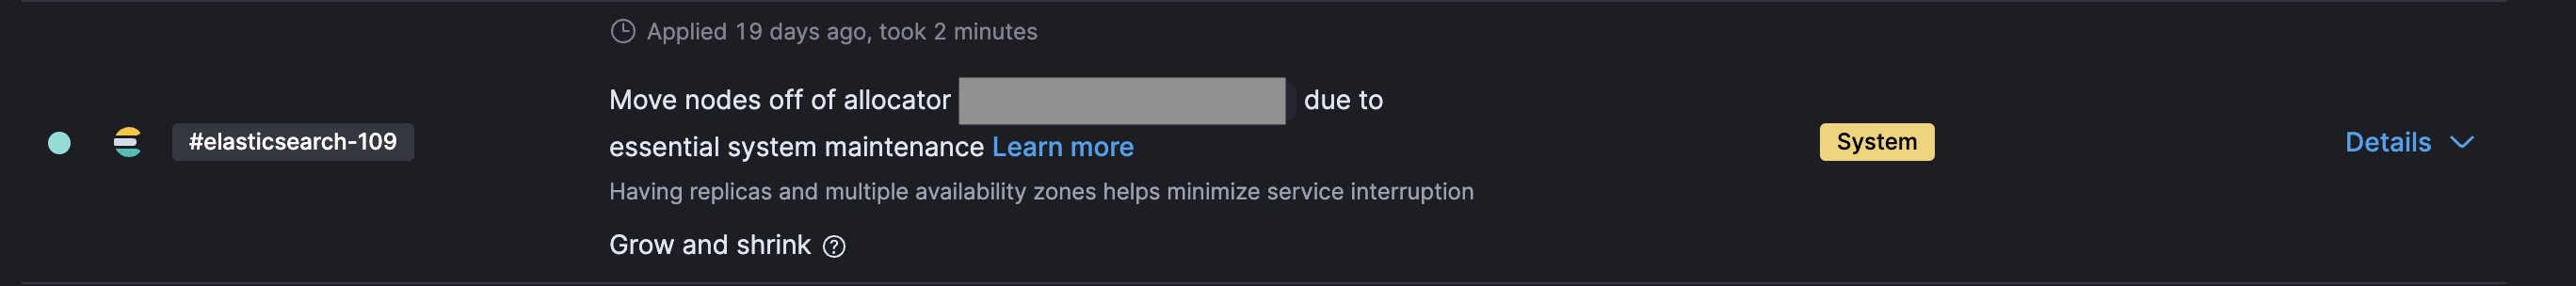 Applied 19 days ago, took 2 minutes
Move nodes off of allocator due to
#elasticsearch-109
essential system maintenance Learn more
System
Details
Having replicas and multiple availability zones helps minimize service interruption
Grow and shrink ?